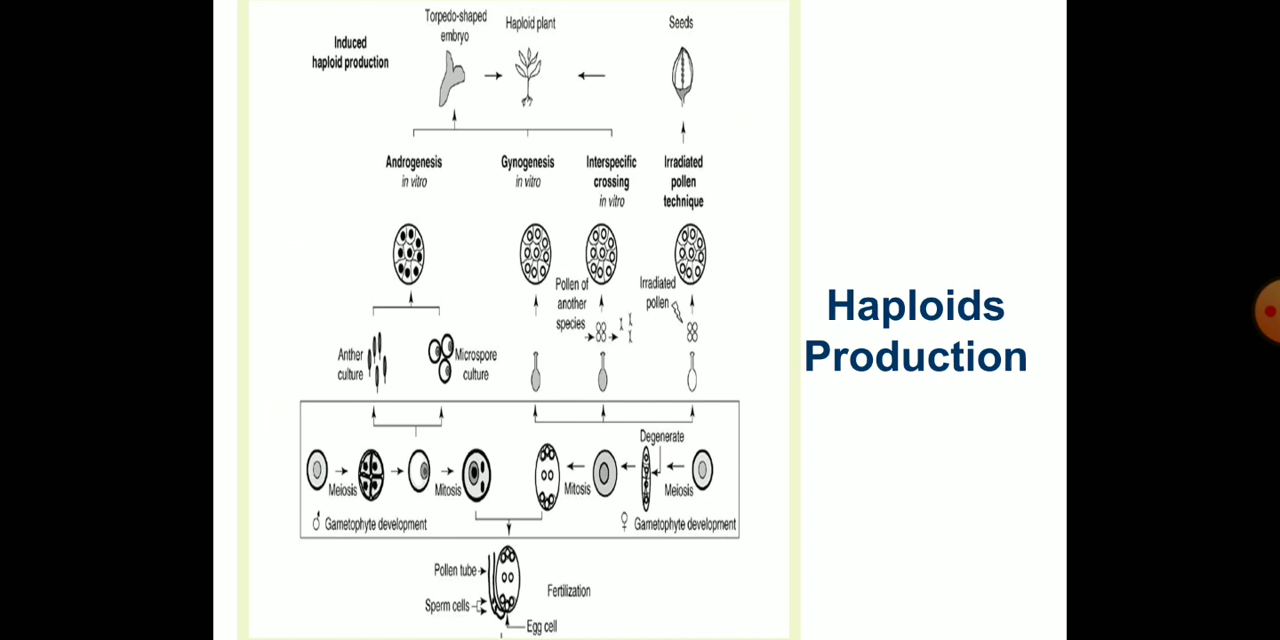 Torpedo-shaped
embryo
Haploid plant
Seeds
Induced
haploid production
Androgenesis
in vitro
Gynogenesis
in vitro
Interspecific
crossing
in vitro
Irradiated
pollen
technique
Pollen of
another
species
Irradiated
pollen
Anther
culture
Microspore
culture
Haploids
Production
Degenerate
Meiosis
Mitosis
Mitosis
Meiosis
♂ Gametophyte development
♀ Gametophyte development
Pollen tube
Fertilization
Sperm cells
Egg cell